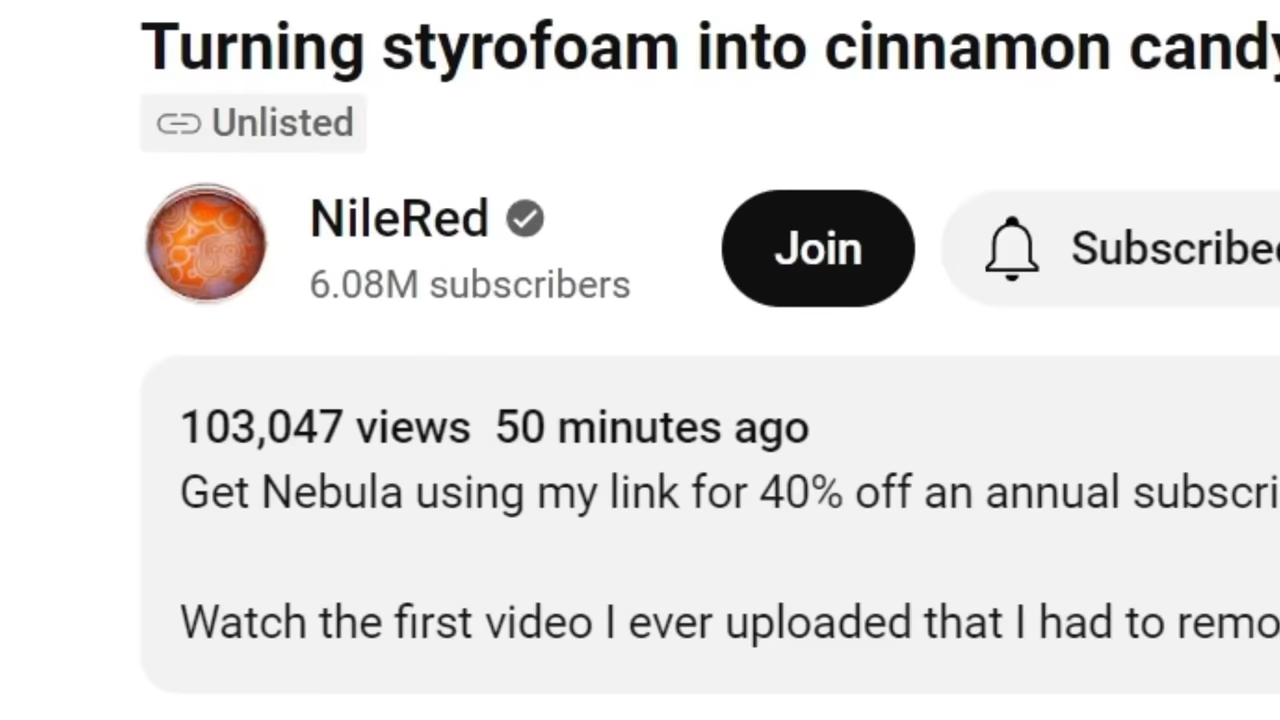 Turning styrofoam into cinnamon candy
Unlisted
NileRed
6.08M subscribers
Join
Subscribed
103,047 views 50 minutes ago
Get Nebula using my link for 40% off an annual subscri
Watch the first video I ever uploaded that I had to remo